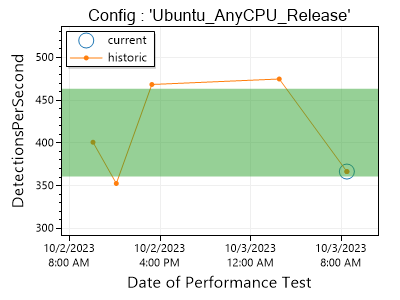 Config : 'Ubuntu_AnyCPU_Release'
current
historic
DetectionsPerSecond
500
450
400
350
300
10/2/2023 10/2/2023 10/3/2023 10/3/2023
8:00 AM 4:00 PM 12:00 AM 8:00 AM
Date of Performance Test